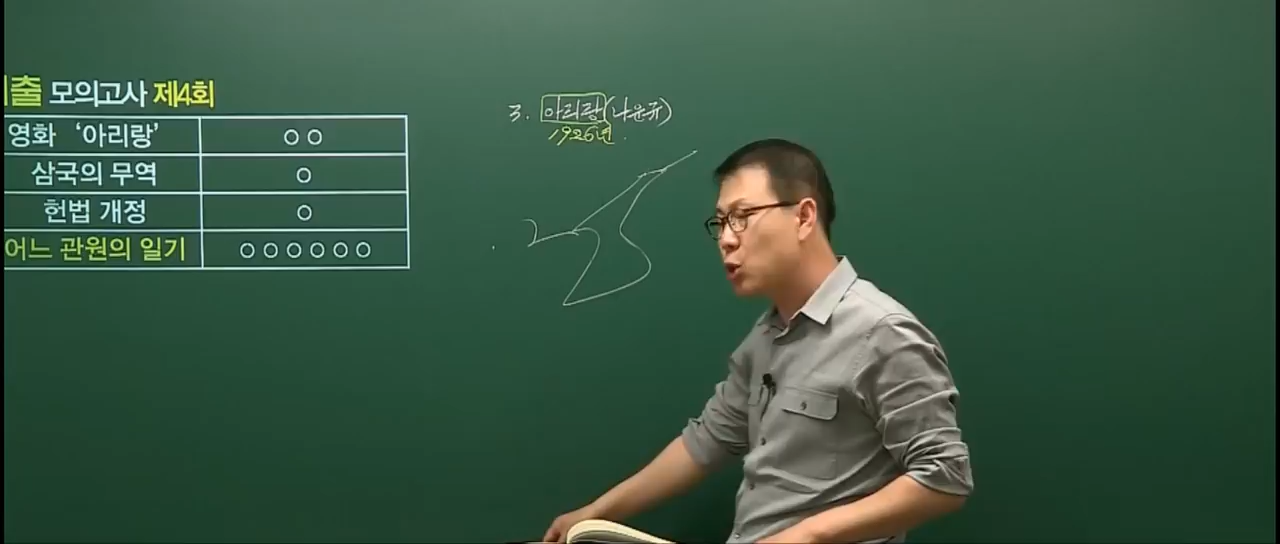 출 모의고사 제4회
영화 '아리랑' ○○
삼국의 무역 ○
헌법 개정 ○
어느 관원의 일기 ○○○○○○
3. 아리랑(나운규)
1926년.